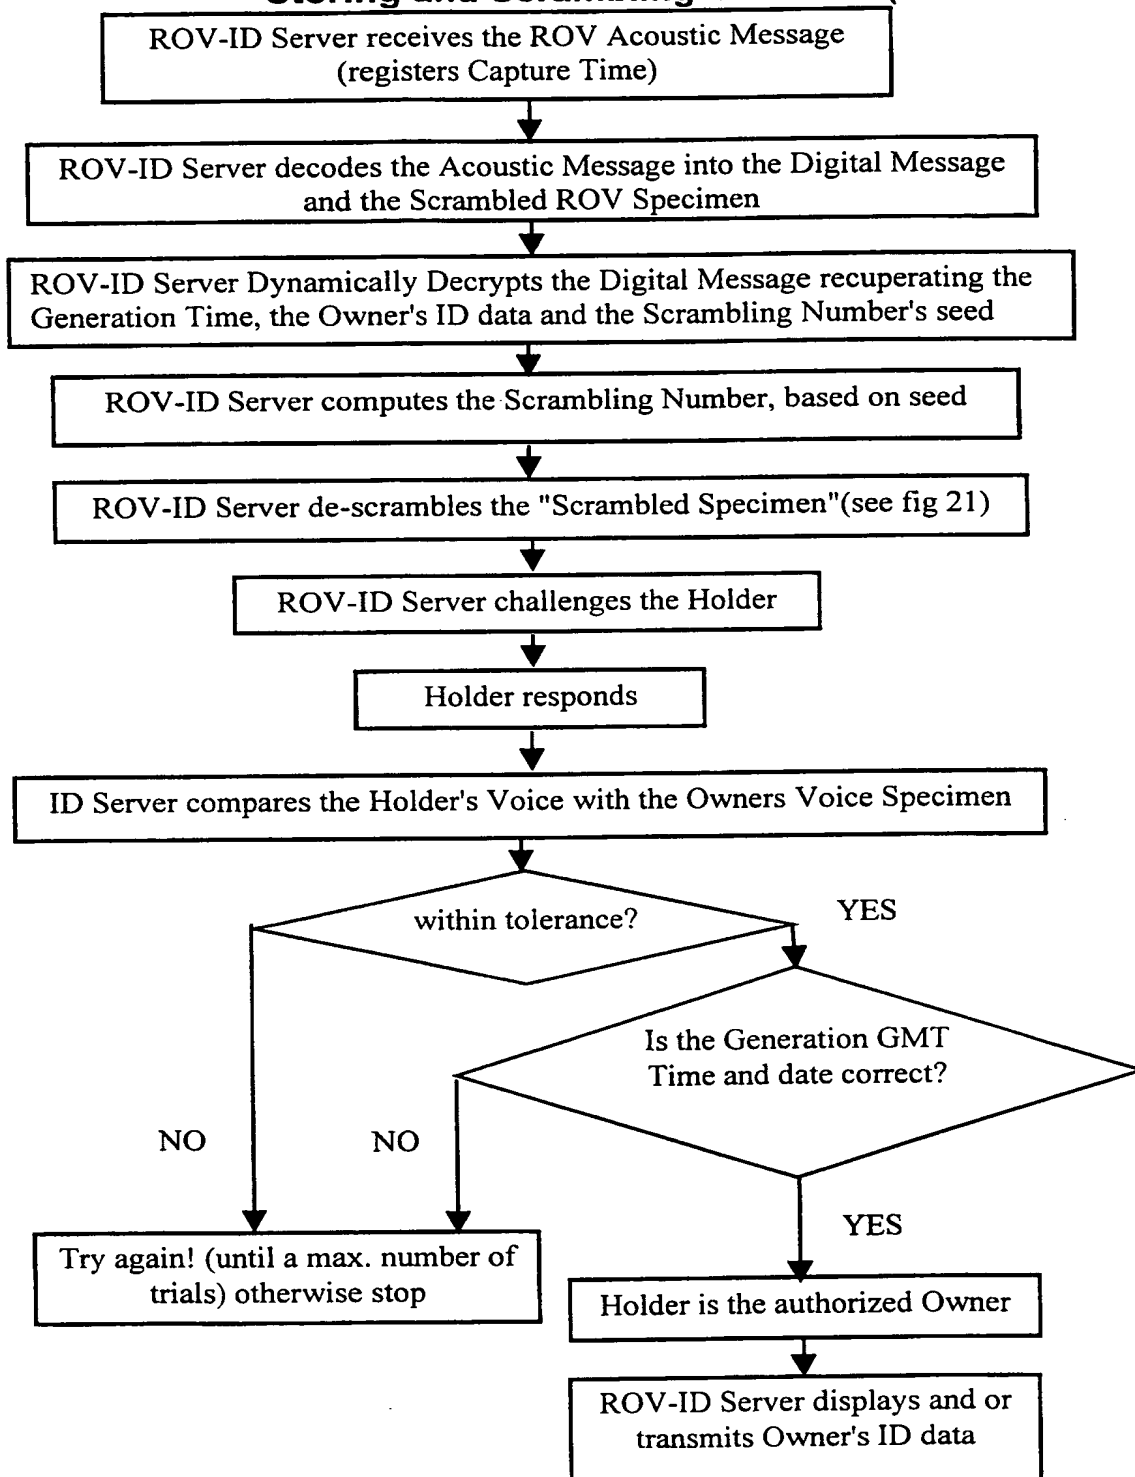 ROV-ID Server receives the ROV Acoustic Message
(registers Capture Time)
ROV-ID Server decodes the Acoustic Message into the Digital Message
and the Scrambled ROV Specimen
ROV-ID Server Dynamically Decrypts the Digital Message recuperating the
Generation Time, the Owner's ID data and the Scrambling Number's seed
ROV-ID Server computes the Scrambling Number, based on seed
ROV-ID Server de-scrambles the "Scrambled Specimen"(see fig 21)
ROV-ID Server challenges the Holder
Holder responds
ID Server compares the Holder's Voice with the Owners Voice Specimen
within tolerance?
YES
Is the Generation GMT
Time and date correct?
NO
NO
YES
Try again! (until a max. number of
trials) otherwise stop
Holder is the authorized Owner
ROV-ID Server displays and or
transmits Owner's ID data